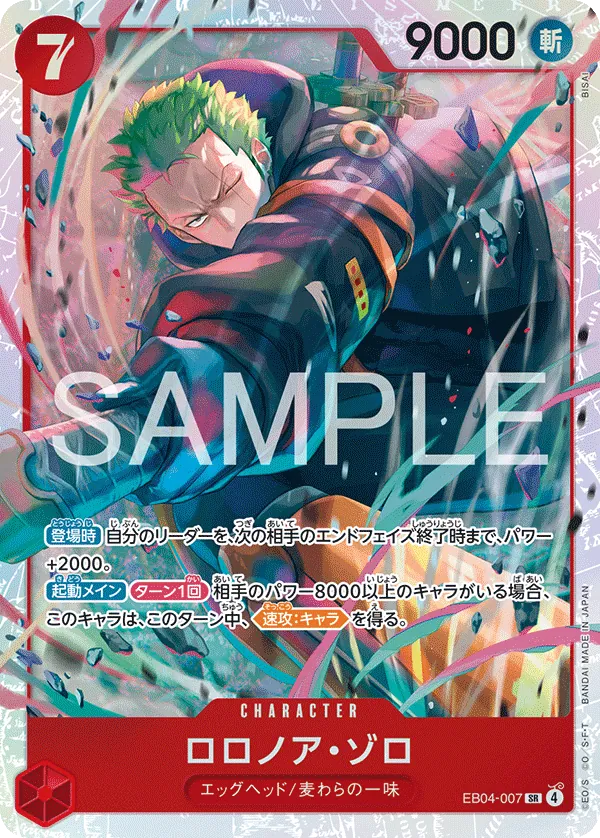 7
9000
斬
BISAI
SAMPLE
登場時 自分のリーダーを、次の相手のエンドフェイズ終了時まで、パワー
+2000。
起動メイン ターン1回 相手のパワー8000以上のキャラがいる場合、
このキャラは、このターン中、速攻:キャラを得る。
CHARACTER
ロロノア・ゾロ
エッグヘッド/麦わらの一味
EB04-007 SR 4
©E.O/S ©O/S・F・T BANDAI MADE IN JAPAN